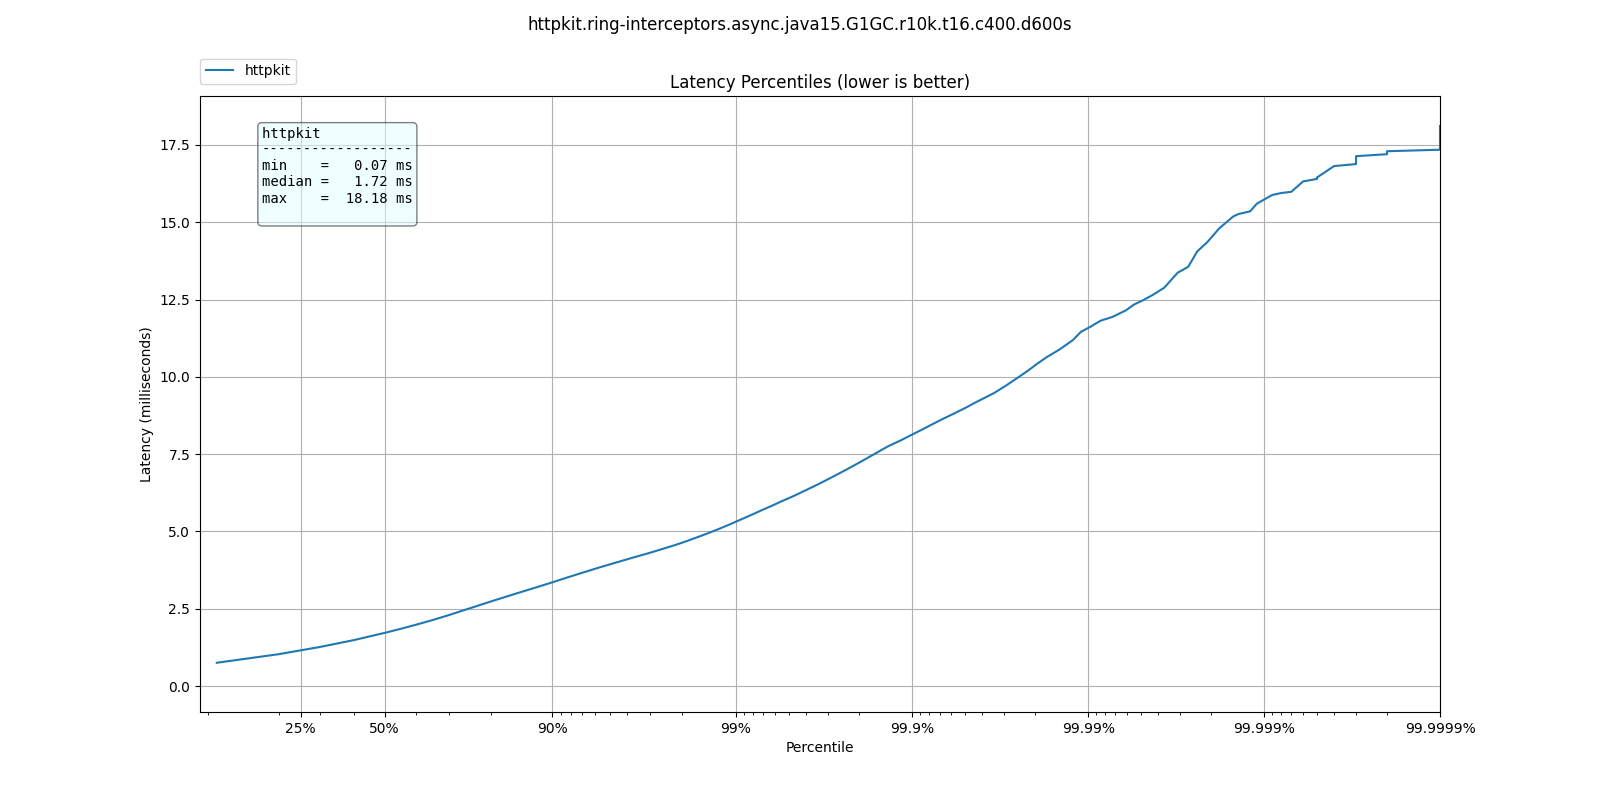 httpkit.ring-interceptors.async.java15.G1GC.r10k.t16.c400.d600s
httpkit
Latency Percentiles (lower is better)
httpkit
------------------
min    =   0.07 ms
median =   1.72 ms
max    =  18.18 ms
17.5
15.0
12.5
10.0
7.5
5.0
2.5
0.0
Latency (milliseconds)
25% 50% 90% 99% 99.9% 99.99% 99.999% 99.9999%
Percentile